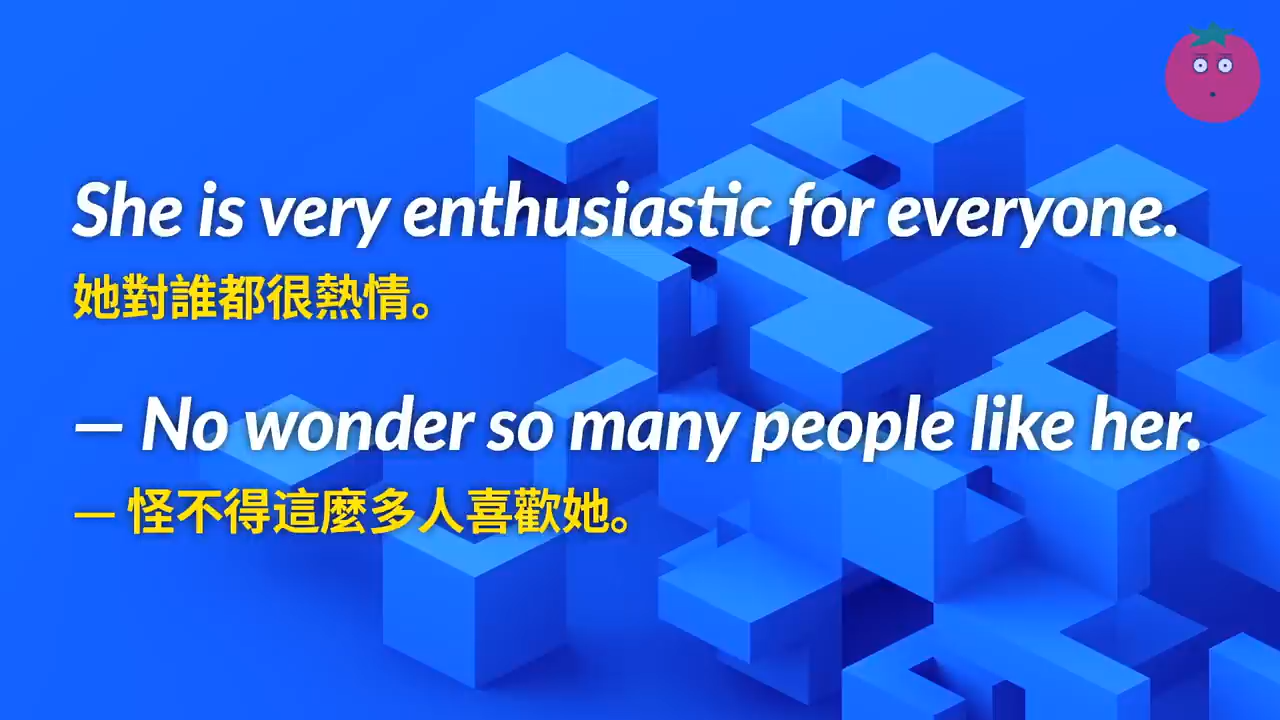 She is very enthusiastic for everyone.
她對誰都很熱情。
— No wonder so many people like her.
— 怪不得這麼多人喜歡她。